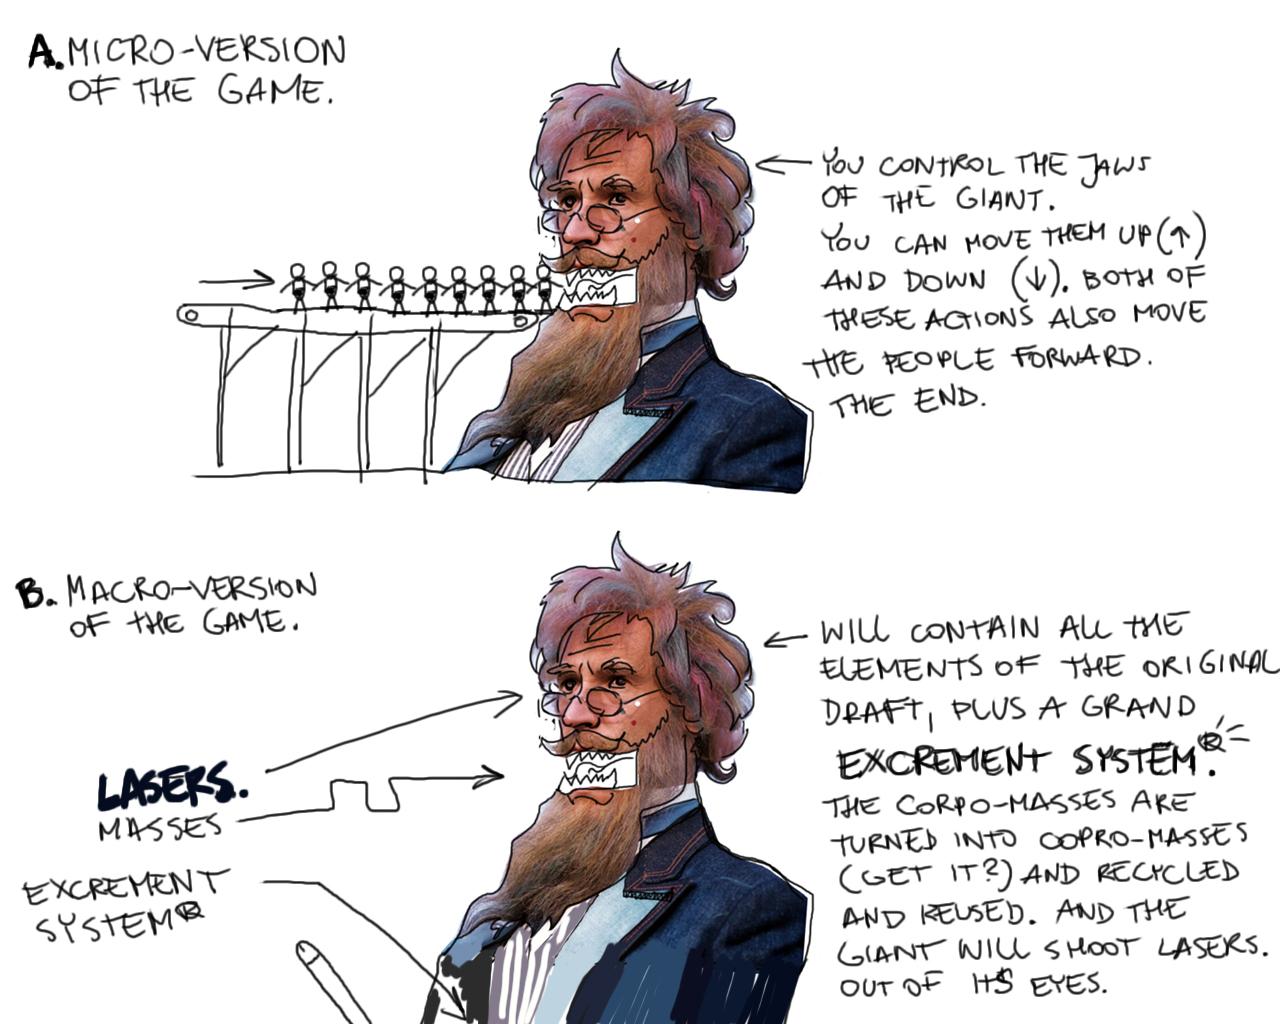 A. MICRO-VERSION
OF THE GAME.
YOU CONTROL THE JAWS
OF THE GIANT.
YOU CAN MOVE THEM UP (↑)
AND DOWN (↓). BOTH OF
THESE ACTIONS ALSO MOVE
THE PEOPLE FORWARD.
THE END.
B. MACRO-VERSION
OF THE GAME.
WILL CONTAIN ALL THE
ELEMENTS OF THE ORIGINAL
DRAFT, PLUS A GRAND
EXCREMENT SYSTEM®.
THE CORPO-MASSES ARE
TURNED INTO COPRO-MASSES
(GET IT?) AND RECYCLED
AND REUSED. AND THE
GIANT WILL SHOOT LASERS.
OUT OF ITS EYES.
LASERS.
MASSES
EXCREMENT
SYSTEM®